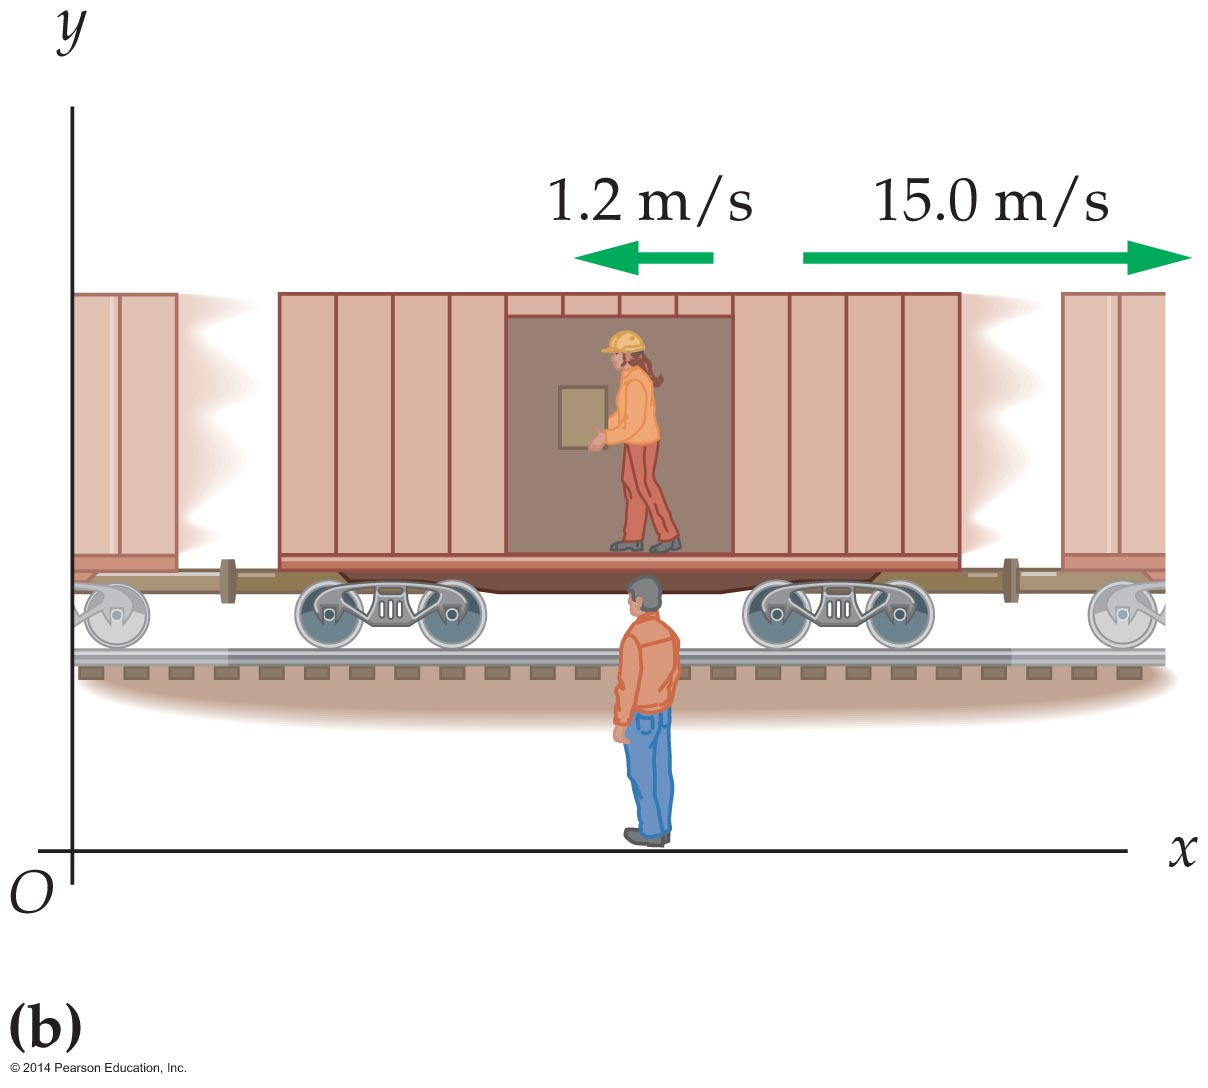 y
1.2 m/s 15.0 m/s
x
O
(b)
© 2014 Pearson Education, Inc.